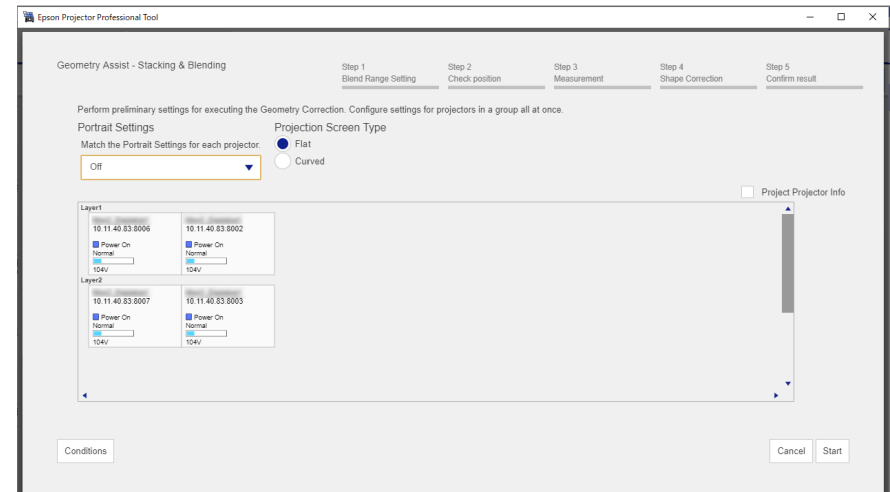 Epson Projector Professional Tool
Geometry Assist - Stacking & Blending
Step 1
Blend Range Setting
Step 2
Check position
Step 3
Measurement
Step 4
Shape Correction
Step 5
Confirm result
Perform preliminary settings for executing the Geometry Correction. Configure settings for projectors in a group all at once.
Portrait Settings
Match the Portrait Settings for each projector.
Off
Projection Screen Type
Flat
Curved
Project Projector Info
Layer1
10.11.40.83:8006
Power On
Normal
104V
10.11.40.83:8002
Power On
Normal
104V
Layer2
10.11.40.83:8007
Power On
Normal
104V
10.11.40.83:8003
Power On
Normal
104V
Conditions
Cancel
Start